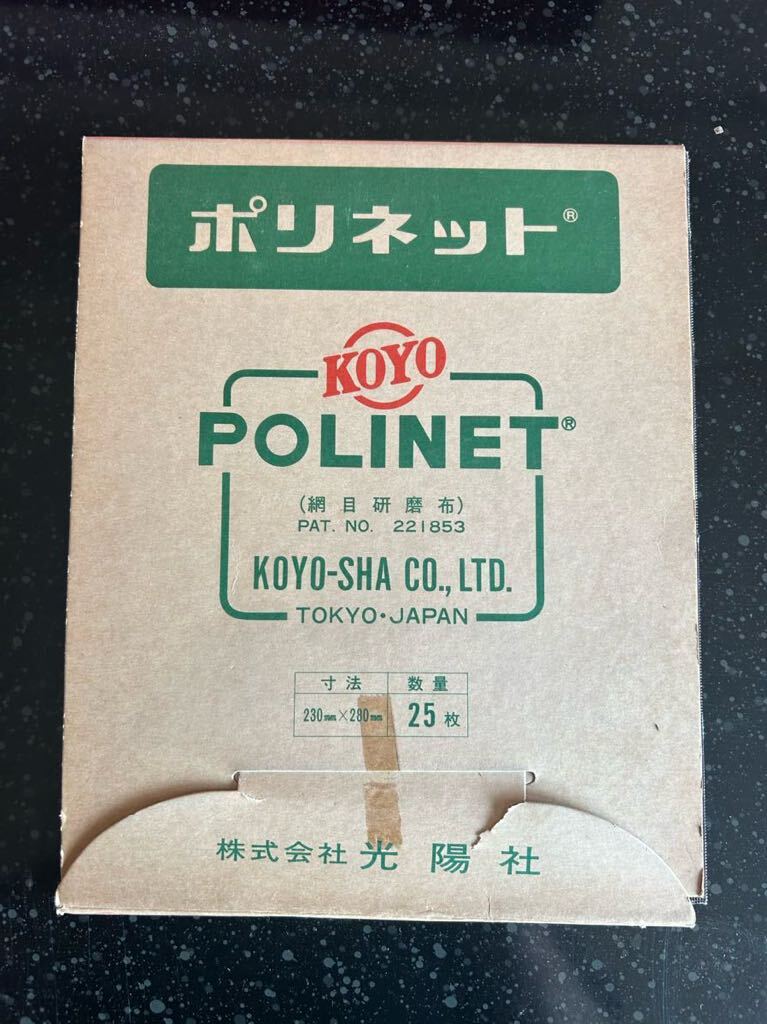 ポリネット®
KOYO
POLINET®
(網目研磨布)
PAT. NO. 221853
KOYO-SHA CO., LTD.
TOKYO・JAPAN
寸法 数量
230mm×280mm 25枚
株式会社 光陽社